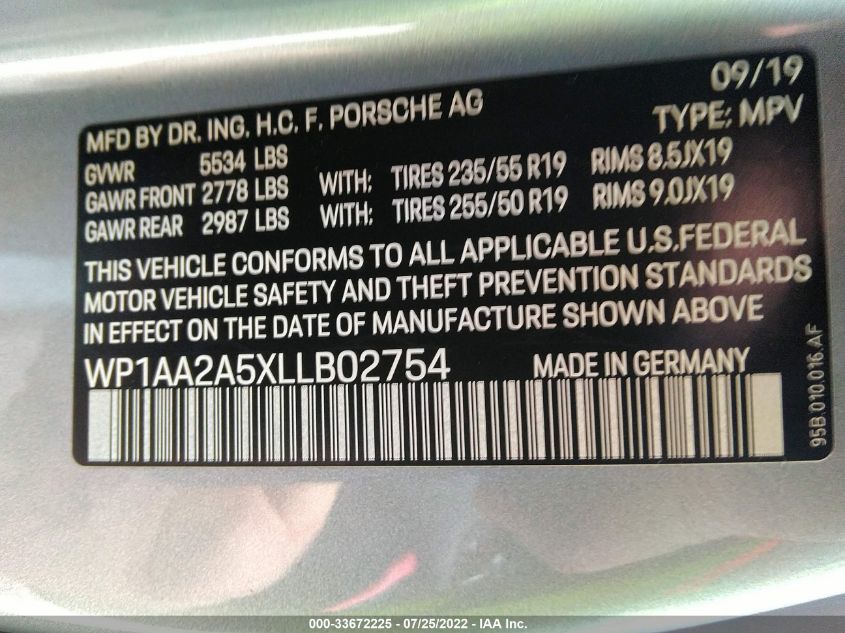 09/19
MFD BY DR. ING. H.C. F. PORSCHE AG
TYPE: MPV
GVWR 5534 LBS
GAWR FRONT 2778 LBS WITH: TIRES 235/55 R19 RIMS 8.5JX19
GAWR REAR 2987 LBS WITH: TIRES 255/50 R19 RIMS 9.0JX19
THIS VEHICLE CONFORMS TO ALL APPLICABLE U.S.FEDERAL
MOTOR VEHICLE SAFETY AND THEFT PREVENTION STANDARDS
IN EFFECT ON THE DATE OF MANUFACTURE SHOWN ABOVE
WP1AA2A5XLLB02754
95B.010.016.AF
MADE IN GERMANY
000-33672225 - 07/25/2022 - IAA Inc.